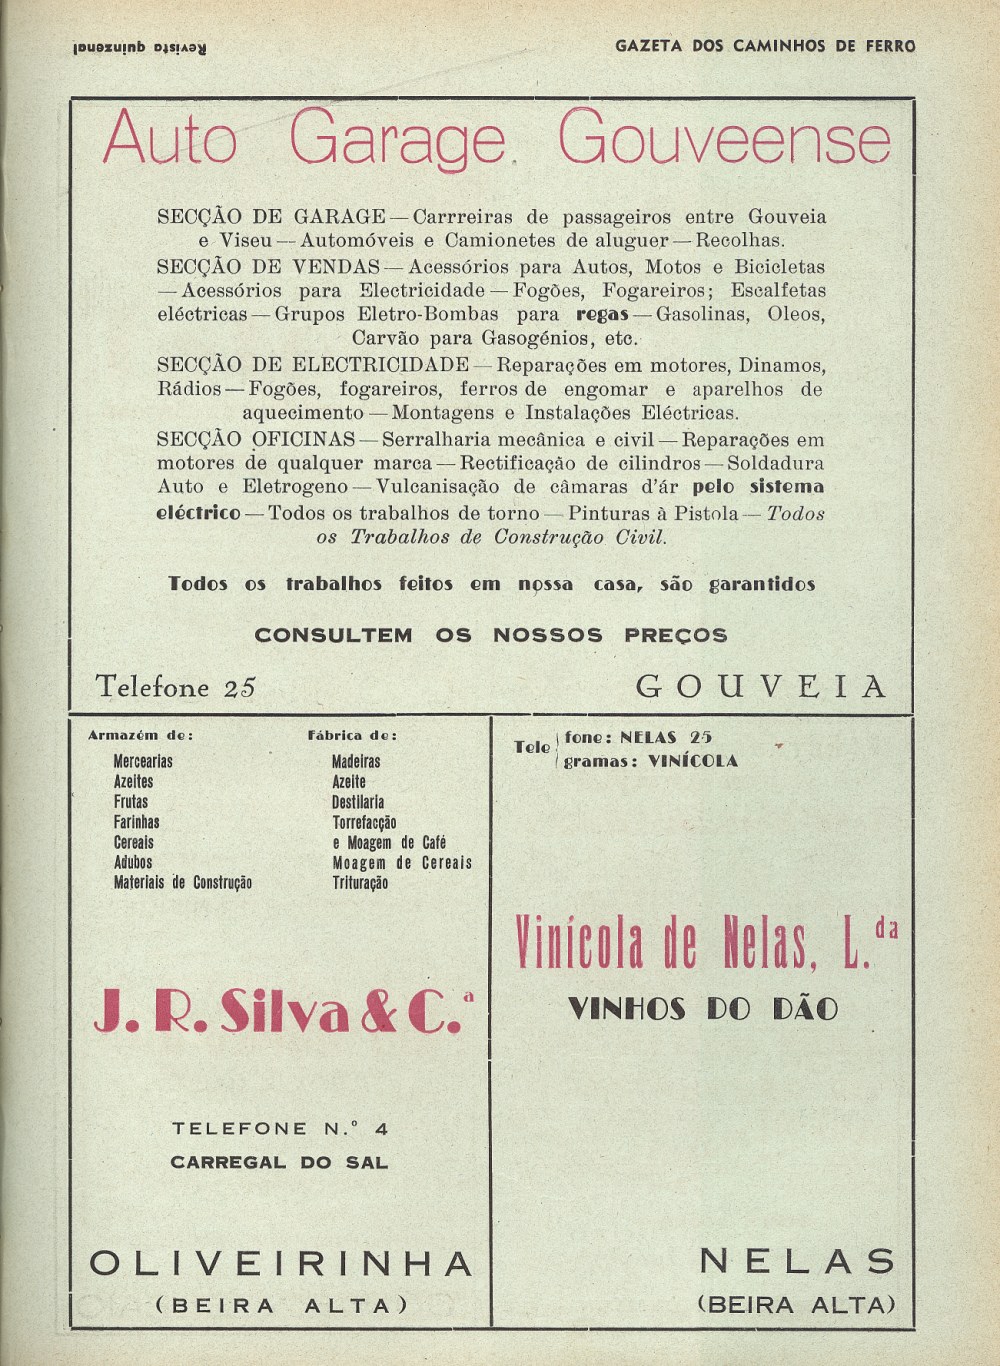 Revista quinzenal
GAZETA DOS CAMINHOS DE FERRO
Auto Garage Gouveense
SECÇÃO DE GARAGE — Carrreiras de passageiros entre Gouveia
e Viseu — Automóveis e Camionetes de aluguer — Recolhas.
SECÇÃO DE VENDAS — Acessórios para Autos, Motos e Bicicletas
— Acessórios para Electricidade — Fogões, Fogareiros; Escalfetas
eléctricas — Grupos Eletro-Bombas para regas — Gasolinas, Oleos,
Carvão para Gasogénios, etc.
SECÇÃO DE ELECTRICIDADE — Reparações em motores, Dinamos,
Rádios — Fogões, fogareiros, ferros de engomar e aparelhos de
aquecimento — Montagens e Instalações Eléctricas.
SECÇÃO OFICINAS — Serralharia mecânica e civil — Reparações em
motores de qualquer marca — Rectificação de cilindros — Soldadura
Auto e Eletrogeno — Vulcanisação de câmaras d'ár pelo sistema
eléctrico — Todos os trabalhos de torno — Pinturas à Pistola — Todos
os Trabalhos de Construção Civil.
Todos os trabalhos feitos em nossa casa, são garantidos
CONSULTEM OS NOSSOS PREÇOS
Telefone 25
GOUVEIA
Armazém de:
Mercearias
Azeites
Frutas
Farinhas
Cereais
Adubos
Materiais de Construção
Fábrica de:
Madeiras
Azeite
Destilaria
Torrefacção
e Moagem de Café
Moagem de Cereais
Trituração
J. R. Silva & C.ª
TELEFONE N.º 4
CARREGAL DO SAL
OLIVEIRINHA
(BEIRA ALTA)
Tele
fone: NELAS 25
gramas: VINÍCOLA
Vinícola de Nelas, L.da
VINHOS DO DÃO
NELAS
(BEIRA ALTA)